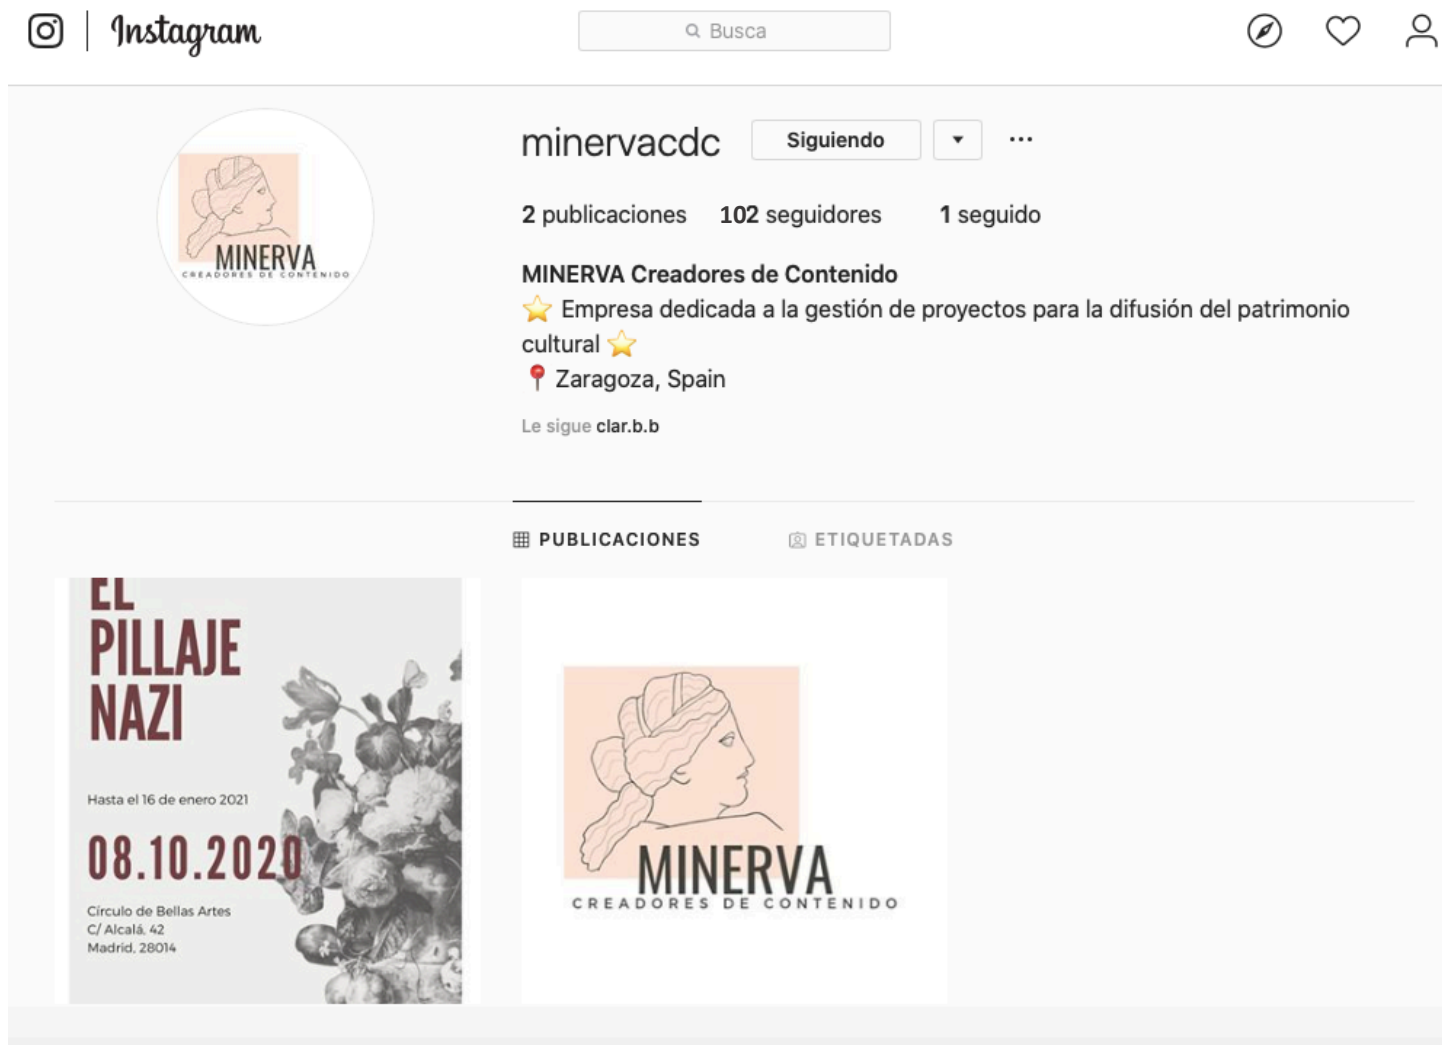 Instagram
Busca
minervacdc Siguiendo ...
2 publicaciones 102 seguidores 1 seguido
MINERVA Creadores de Contenido
⭐ Empresa dedicada a la gestión de proyectos para la difusión del patrimonio
cultural ⭐
📍 Zaragoza, Spain
Le sigue clar.b.b
MINERVA
CREADORES DE CONTENIDO
PUBLICACIONES ETIQUETADAS
EL
PILLAJE
NAZI
Hasta el 16 de enero 2021
08.10.2020
Círculo de Bellas Artes
C/ Alcalá, 42
Madrid, 28014
MINERVA
CREADORES DE CONTENIDO